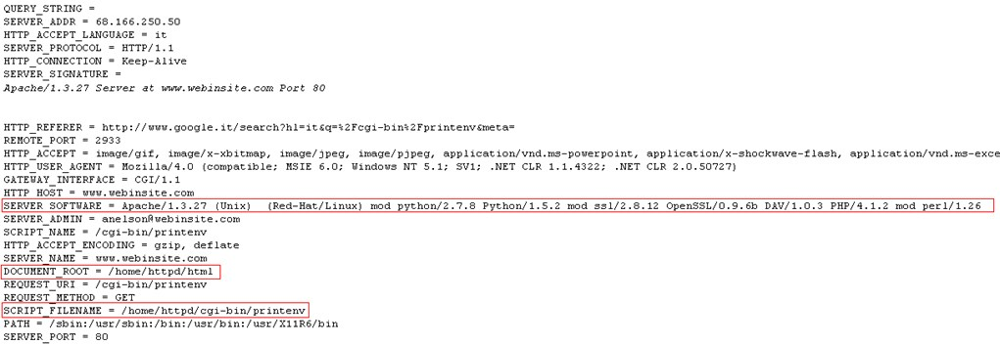 QUERY_STRING =
SERVER_ADDR = 68.166.250.50
HTTP_ACCEPT_LANGUAGE = it
SERVER_PROTOCOL = HTTP/1.1
HTTP_CONNECTION = Keep-Alive
SERVER_SIGNATURE =
Apache/1.3.27 Server at www.webinsite.com Port 80
HTTP_REFERER = http://www.google.it/search?hl=it&q=%2Fcgi-bin%2Fprintenv&meta=
REMOTE_PORT = 2933
HTTP_ACCEPT = image/gif, image/x-xbitmap, image/jpeg, image/pjpeg, application/vnd.ms-powerpoint, application/x-shockwave-flash, application/vnd.ms-exce
HTTP_USER_AGENT = Mozilla/4.0 (compatible; MSIE 6.0; Windows NT 5.1; SV1; .NET CLR 1.1.4322; .NET CLR 2.0.50727)
GATEWAY_INTERFACE = CGI/1.1
HTTP_HOST = www.webinsite.com
SERVER_SOFTWARE = Apache/1.3.27 (Unix) (Red-Hat/Linux) mod_python/2.7.8 Python/1.5.2 mod_ssl/2.8.12 OpenSSL/0.9.6b DAV/1.0.3 PHP/4.1.2 mod_perl/1.26
SERVER_ADMIN = anelson@webinsite.com
SCRIPT_NAME = /cgi-bin/printenv
HTTP_ACCEPT_ENCODING = gzip, deflate
SERVER_NAME = www.webinsite.com
DOCUMENT_ROOT = /home/httpd/html
REQUEST_URI = /cgi-bin/printenv
REQUEST_METHOD = GET
SCRIPT_FILENAME = /home/httpd/cgi-bin/printenv
PATH = /sbin:/usr/sbin:/bin:/usr/bin:/usr/X11R6/bin
SERVER_PORT = 80